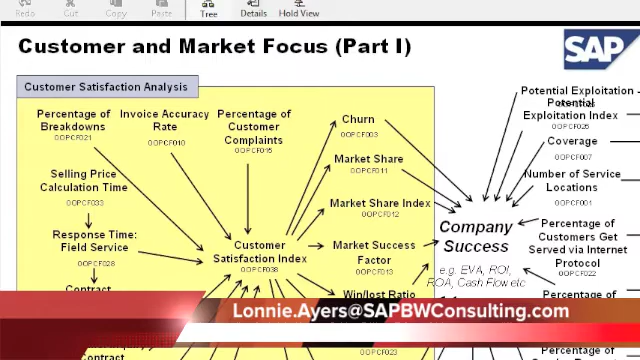 Redo Cut Copy Paste Tree Details Hold View
Customer and Market Focus (Part I)
SAP
Customer Satisfaction Analysis
Percentage of
Breakdowns
0OPCF021
Invoice Accuracy
Rate
0OPCF010
Percentage of
Customer
Complaints
0OPCF015
Selling Price
Calculation Time
0OPCF033
Response Time:
Field Service
0OPCF028
Contract
Customer
Satisfaction Index
0OPCF038
Churn
0OPCF003
Market Share
0OPCF011
Market Share Index
0OPCF012
Market Success
Factor
0OPCF013
Win/lost Ratio
0OPCF023
Company
Success
e.g. EVA, ROI,
ROA, Cash Flow etc
Potential Exploitation
Potential
Exploitation Index
0OPCF026
Coverage
0OPCF007
Number of Service
Locations
0OPCF001
Percentage of
Customers Get
Served via Internet
Protocol
0OPCF022
Percentage of
Lonnie.Ayers@SAPBWConsulting.com